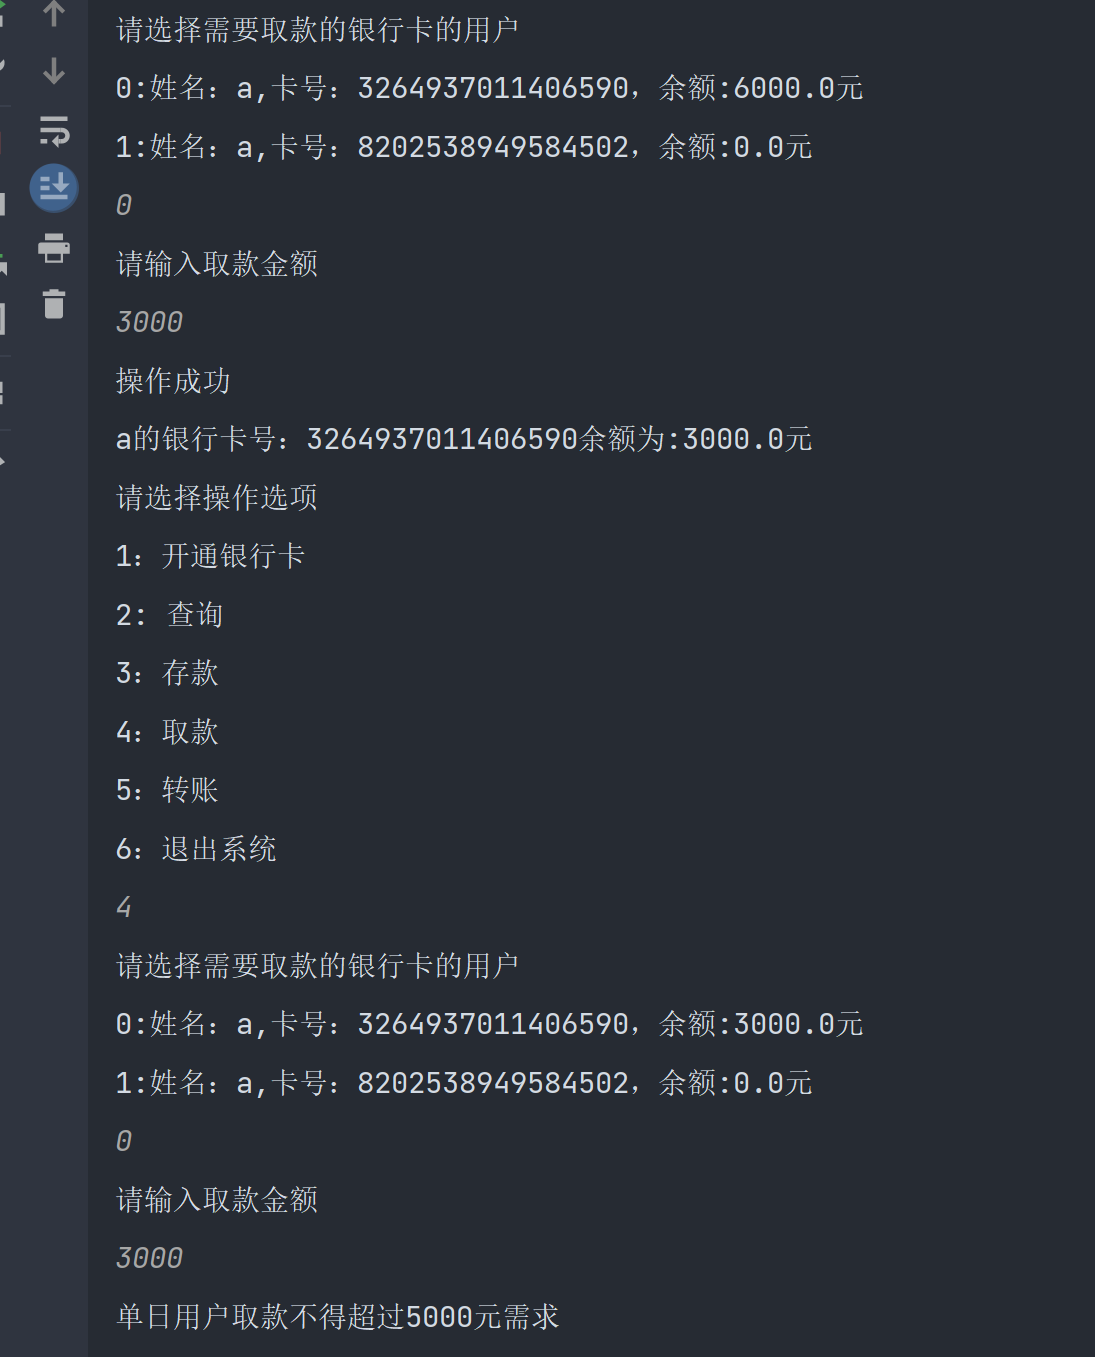 请选择需要取款的银行卡的用户
0:姓名：a,卡号：3264937011406590，余额:6000.0元
1:姓名：a,卡号：8202538949584502，余额:0.0元
0
请输入取款金额
3000
操作成功
a的银行卡号：3264937011406590余额为:3000.0元
请选择操作选项
1：开通银行卡
2： 查询
3：存款
4：取款
5：转账
6：退出系统
4
请选择需要取款的银行卡的用户
0:姓名：a,卡号：3264937011406590，余额:3000.0元
1:姓名：a,卡号：8202538949584502，余额:0.0元
0
请输入取款金额
3000
单日用户取款不得超过5000元需求